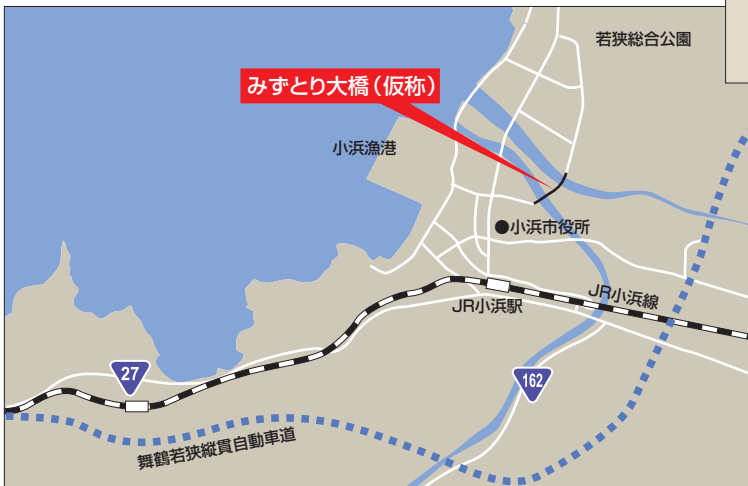 若狭総合公園
みずとり大橋（仮称）
小浜漁港
小浜市役所
JR小浜線
JR小浜駅
27
162
舞鶴若狭縦貫自動車道